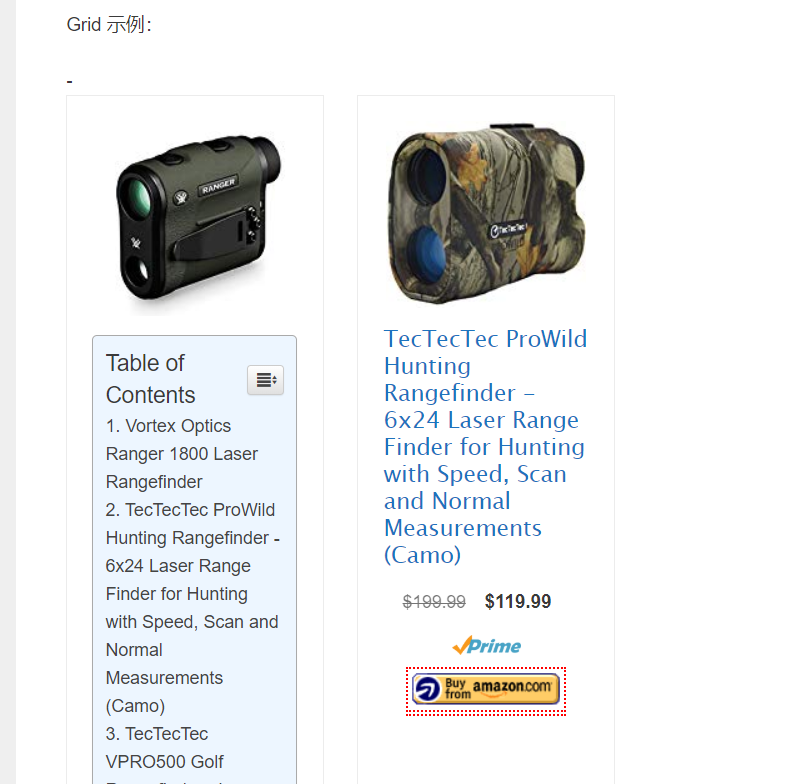 Grid 示例：
-
RANGER
Table of
Contents
1. Vortex Optics
Ranger 1800 Laser
Rangefinder
2. TecTecTec ProWild
Hunting Rangefinder -
6x24 Laser Range
Finder for Hunting
with Speed, Scan and
Normal
Measurements
(Camo)
3. TecTecTec
VPRO500 Golf
TecTecTec
TecTecTec ProWild
Hunting
Rangefinder –
6x24 Laser Range
Finder for Hunting
with Speed, Scan
and Normal
Measurements
(Camo)
$199.99 $119.99
Prime
Buy
from amazon.com